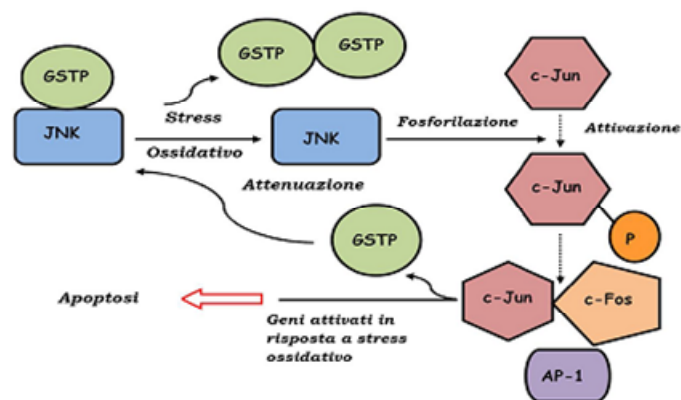 GSTP
GSTP
GSTP
c-Jun
JNK
Stress
Ossidativo
JNK
Fosforilazione
Attivazione
Attenuazione
c-Jun
P
GSTP
Apoptosi
Geni attivati in
risposta a stress
ossidativo
c-Jun
c-Fos
AP-1